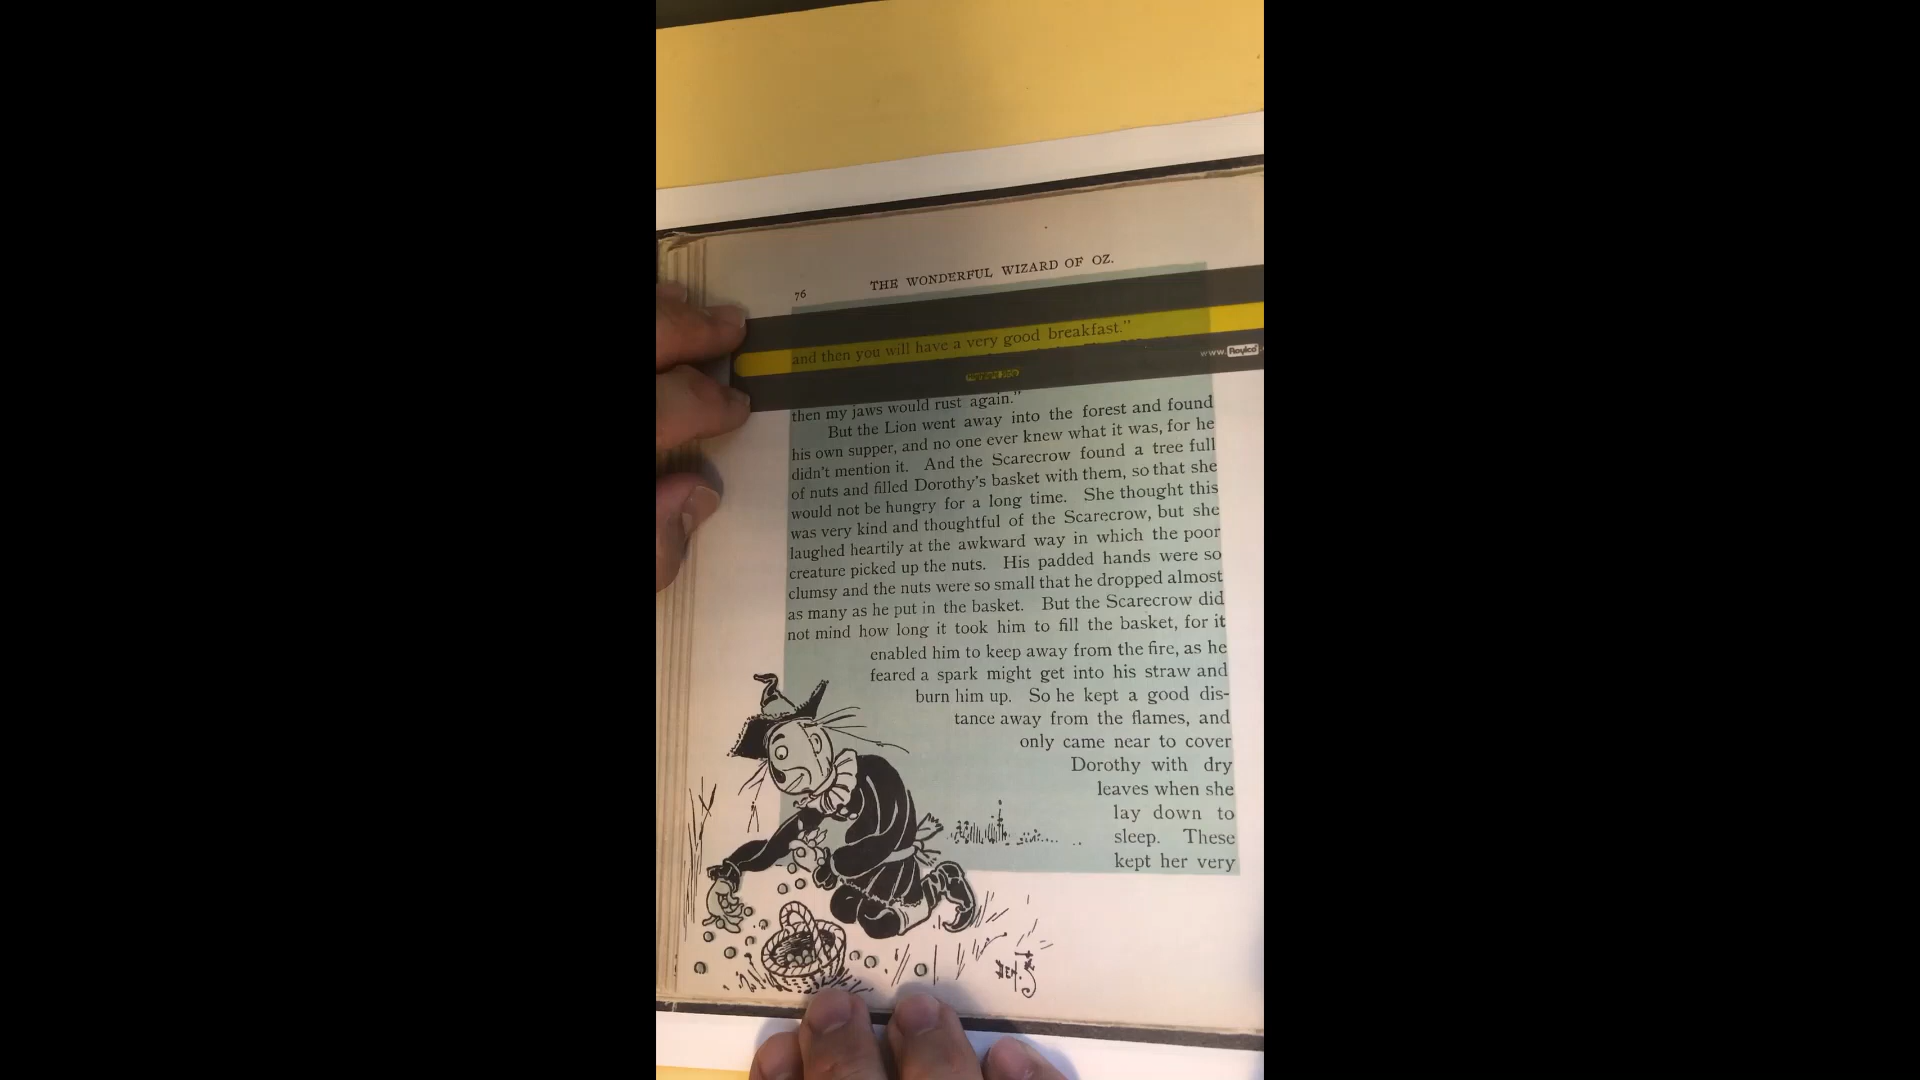 76
THE WONDERFUL WIZARD OF OZ.
and then you will have a very good breakfast."
www.Roylco
then my jaws would rust again."
But the Lion went away into the forest and found
his own supper, and no one ever knew what it was, for he
didn't mention it. And the Scarecrow found a tree full
of nuts and filled Dorothy's basket with them, so that she
would not be hungry for a long time. She thought this
was very kind and thoughtful of the Scarecrow, but she
laughed heartily at the awkward way in which the poor
creature picked up the nuts. His padded hands were so
clumsy and the nuts were so small that he dropped almost
as many as he put in the basket. But the Scarecrow did
not mind how long it took him to fill the basket, for it
enabled him to keep away from the fire, as he
feared a spark might get into his straw and
burn him up. So he kept a good dis-
tance away from the flames, and
only came near to cover
Dorothy with dry
leaves when she
lay down to
sleep. These
kept her very